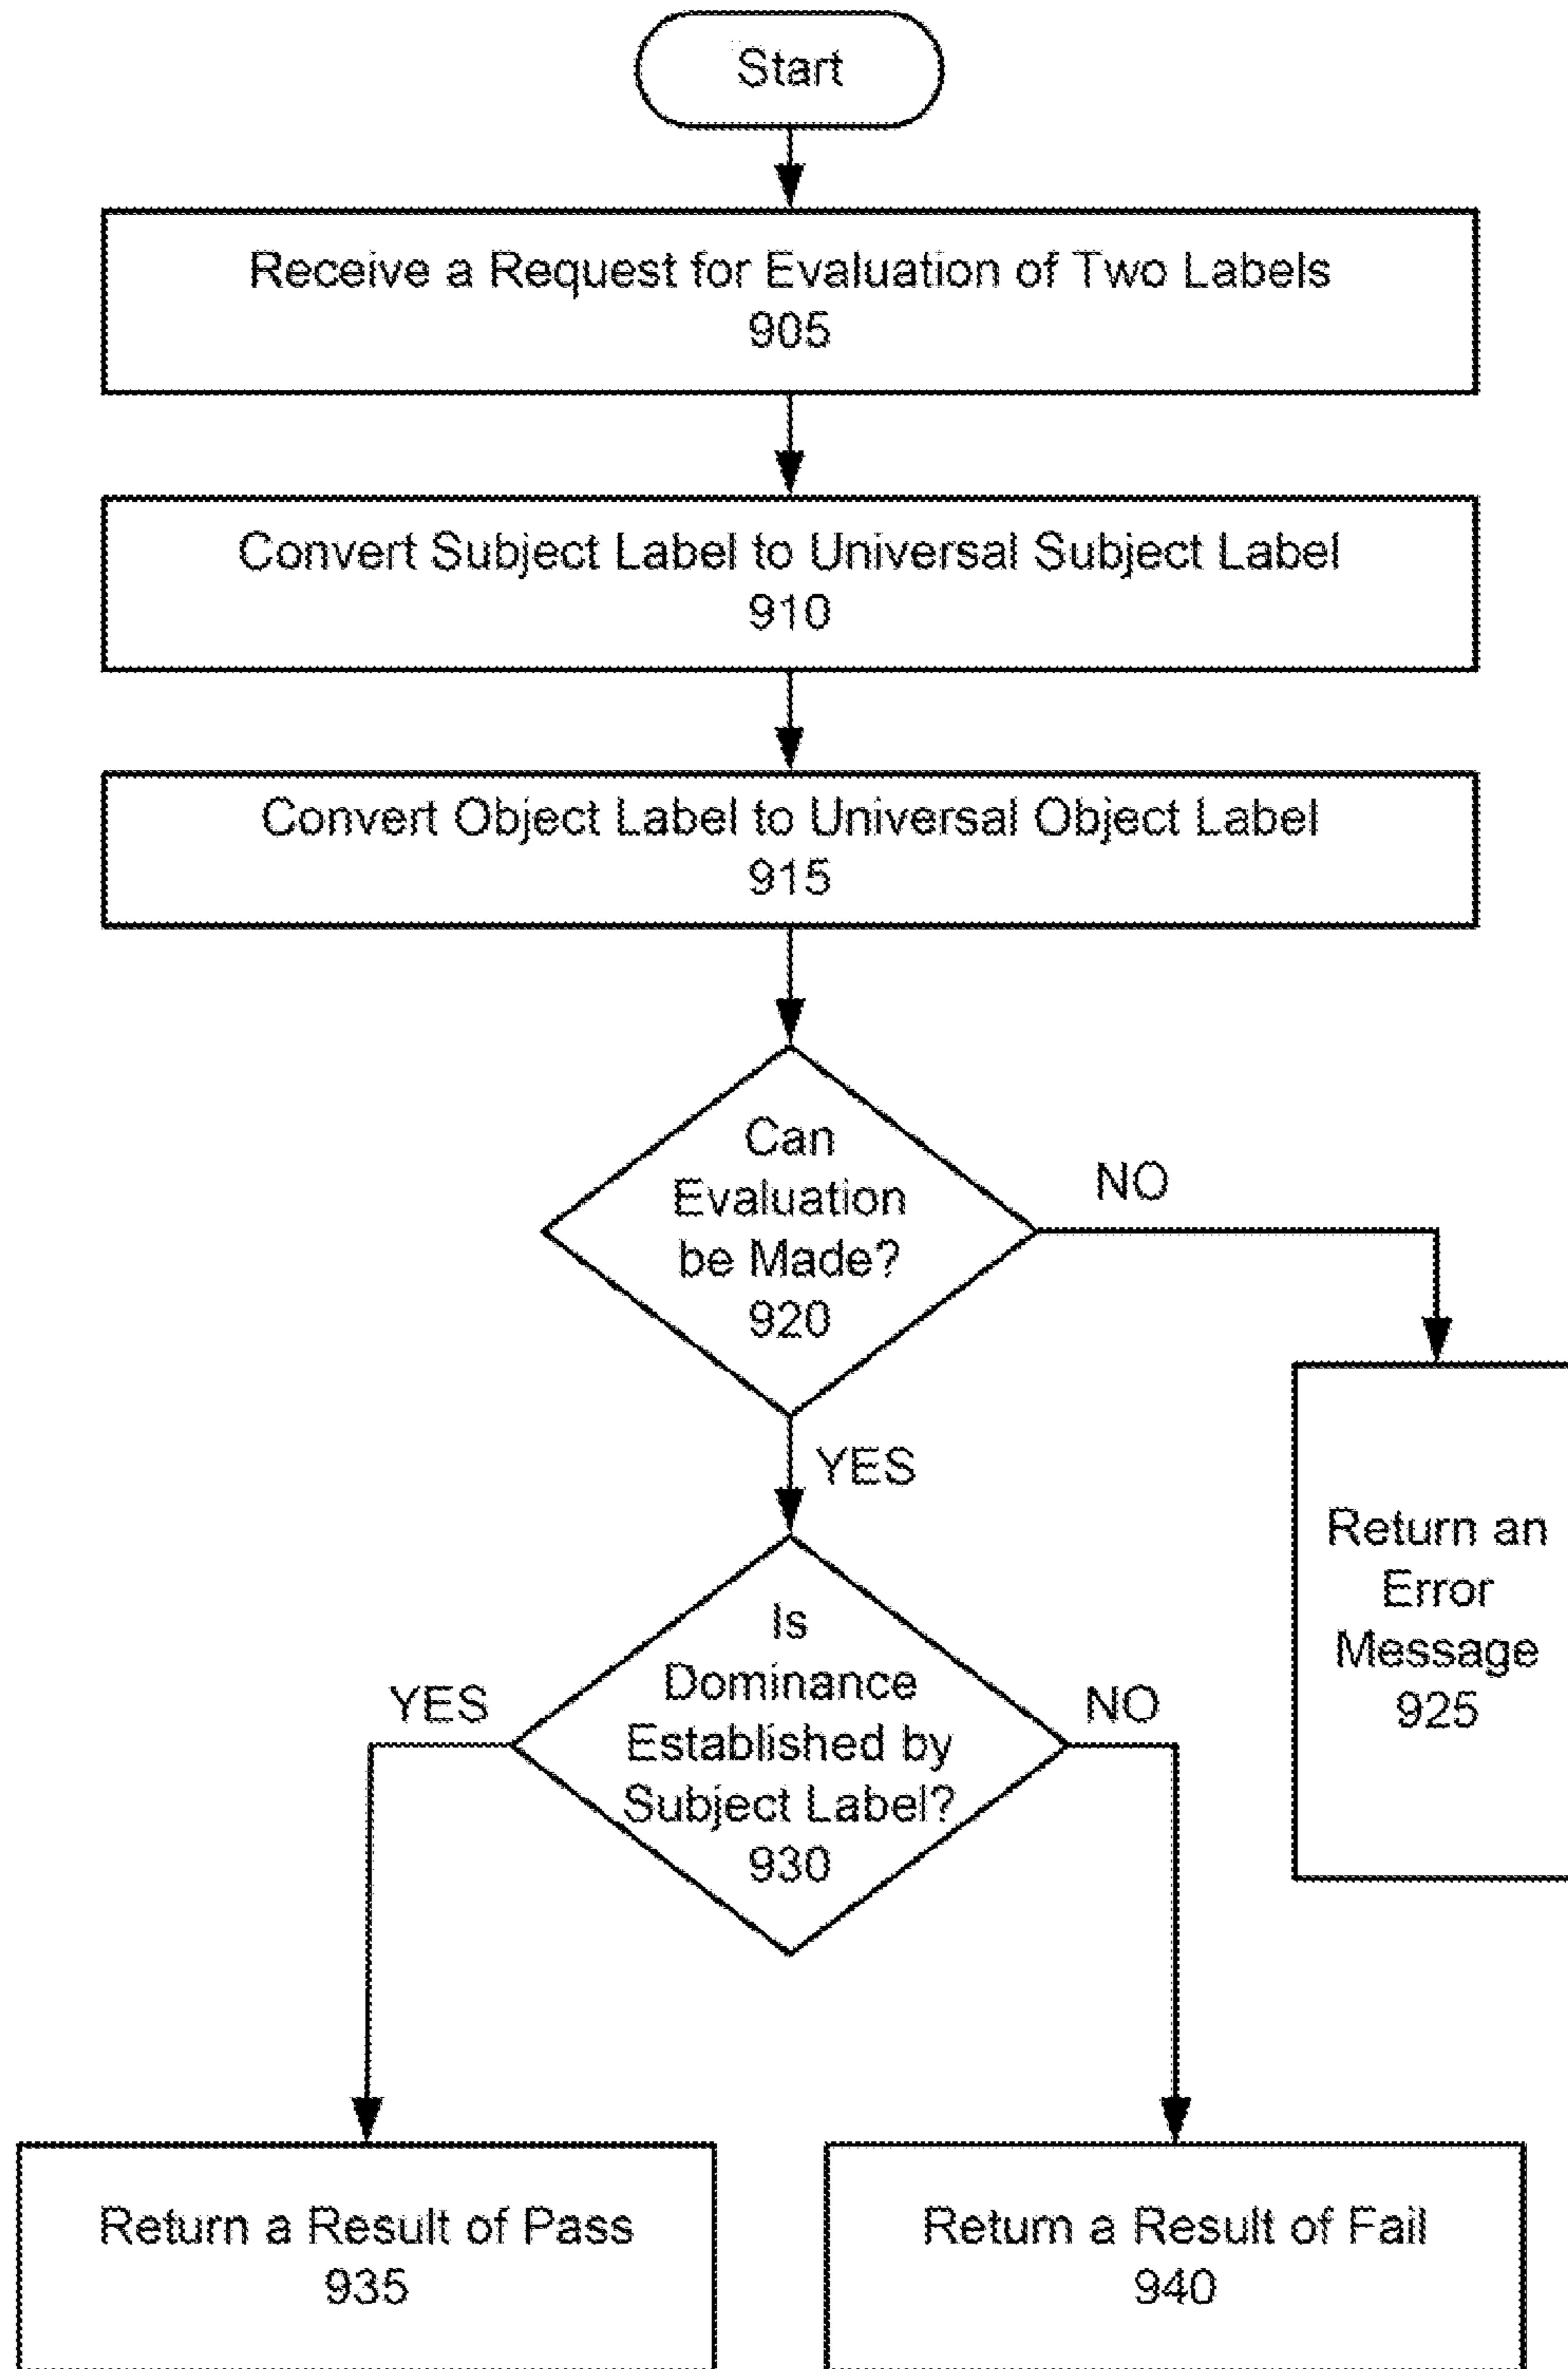 Start
Receive a Request for Evaluation of Two Labels
905
Convert Subject Label to Universal Subject Label
910
Convert Object Label to Universal Object Label
915
Can
Evaluation
be Made?
920
NO
YES
Return an
Error
Message
925
Is
Dominance
Established by
Subject Label?
930
YES
NO
Return a Result of Pass
935
Return a Result of Fail
940